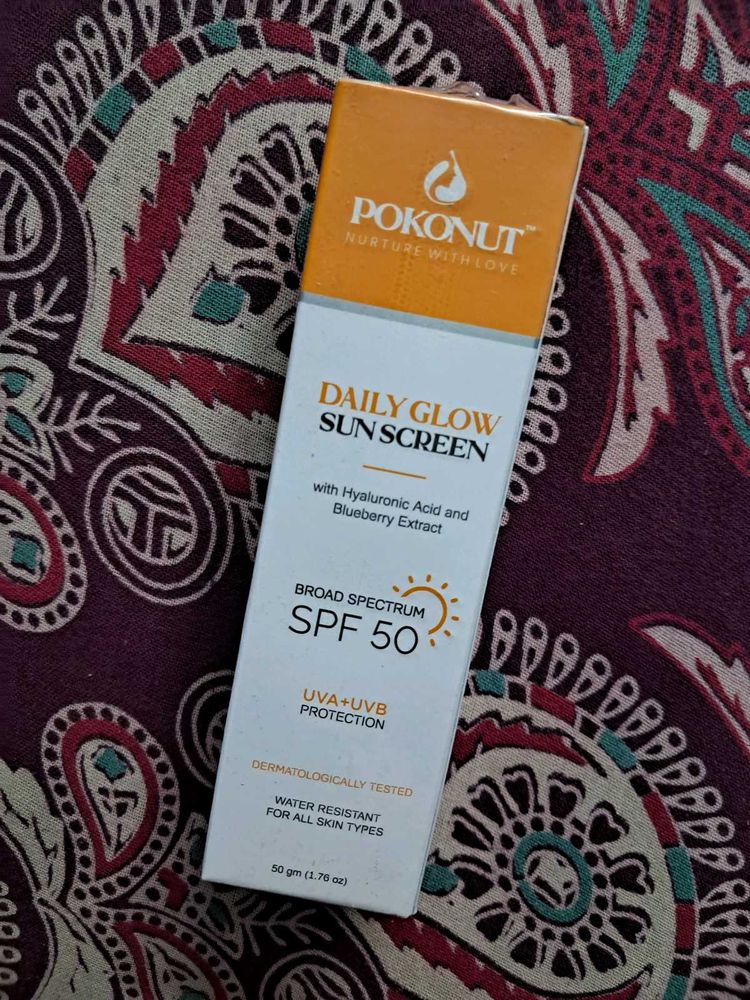 POKONUT™
NURTURE WITH LOVE
DAILY GLOW
SUN SCREEN
with Hyaluronic Acid and
Blueberry Extract
BROAD SPECTRUM
SPF 50
UVA+UVB
PROTECTION
DERMATOLOGICALLY TESTED
WATER RESISTANT
FOR ALL SKIN TYPES
50 gm (1.76 oz)